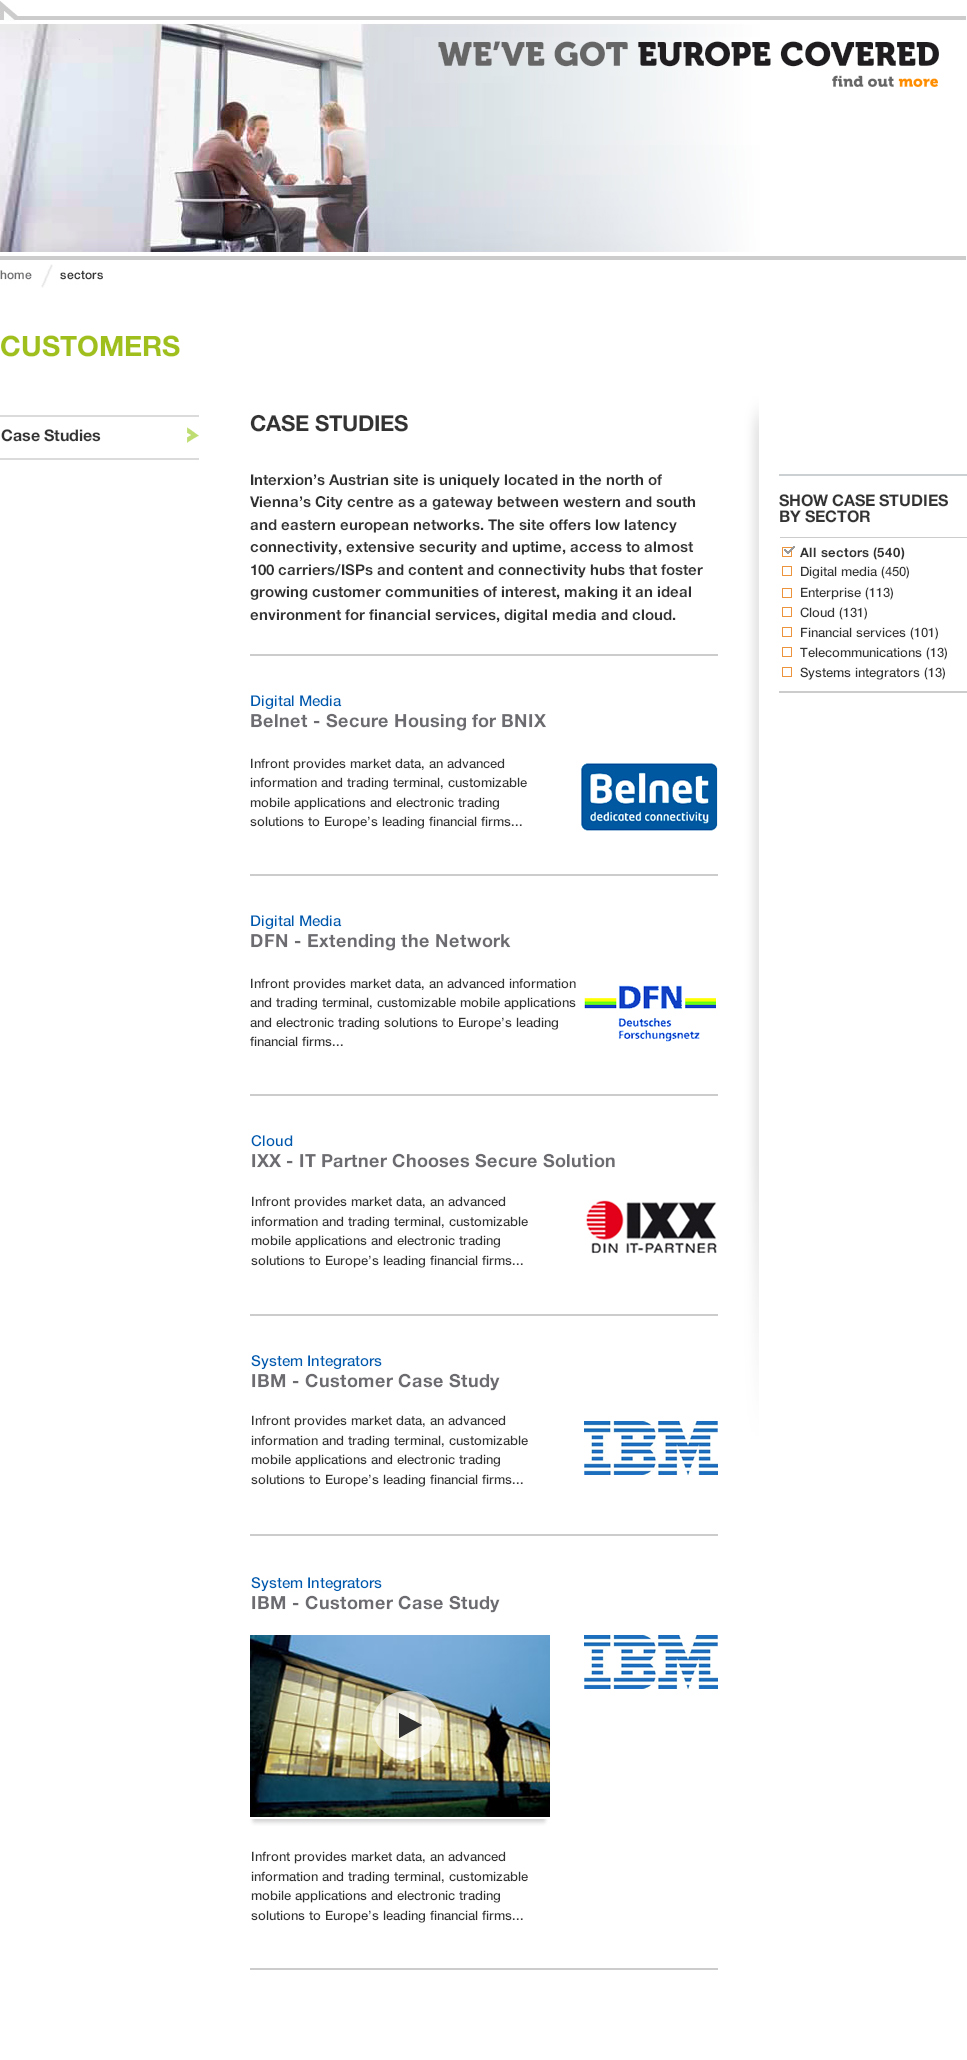 WE’VE GOT EUROPE COVERED
find out more
home
sectors
CUSTOMERS
Case Studies
CASE STUDIES
Interxion’s Austrian site is uniquely located in the north of
Vienna’s City centre as a gateway between western and south
and eastern european networks. The site offers low latency
connectivity, extensive security and uptime, access to almost
100 carriers/ISPs and content and connectivity hubs that foster
growing customer communities of interest, making it an ideal
environment for financial services, digital media and cloud.
Digital Media
Belnet - Secure Housing for BNIX
Infront provides market data, an advanced
information and trading terminal, customizable
mobile applications and electronic trading
solutions to Europe’s leading financial firms...
Belnet
dedicated connectivity
Digital Media
DFN - Extending the Network
Infront provides market data, an advanced information
and trading terminal, customizable mobile applications
and electronic trading solutions to Europe’s leading
financial firms...
DFN
Deutsches
Forschungsnetz
Cloud
IXX - IT Partner Chooses Secure Solution
Infront provides market data, an advanced
information and trading terminal, customizable
mobile applications and electronic trading
solutions to Europe’s leading financial firms...
IXX
DIN IT-PARTNER
System Integrators
IBM - Customer Case Study
Infront provides market data, an advanced
information and trading terminal, customizable
mobile applications and electronic trading
solutions to Europe’s leading financial firms...
IBM
System Integrators
IBM - Customer Case Study
IBM
Infront provides market data, an advanced
information and trading terminal, customizable
mobile applications and electronic trading
solutions to Europe’s leading financial firms...
SHOW CASE STUDIES
BY SECTOR
All sectors (540)
Digital media (450)
Enterprise (113)
Cloud (131)
Financial services (101)
Telecommunications (13)
Systems integrators (13)